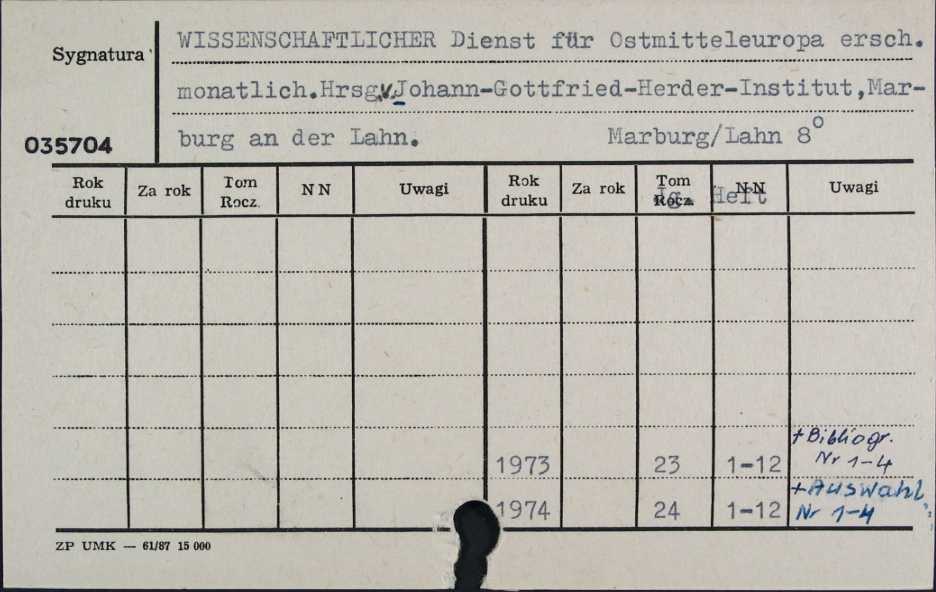 Sygnatura
WISSENSCHAFTLICHER Dienst für Ostmitteleuropa ersch.
monatlich.Hrsg.v.Johann-Gottfried-Herder-Institut,Mar-
035704
burg an der Lahn. Marburg/Lahn 8°
Rok druku Za rok Tom Rocz. NN Uwagi Rok druku Za rok Tom Rocz. NN Uwagi
Jg. Heft
+Bibliogr.
1973 23 1-12 Nr 1-4
+Auswahl
1974 24 1-12 Nr 1-4
ZP UMK — 61/87 15 000